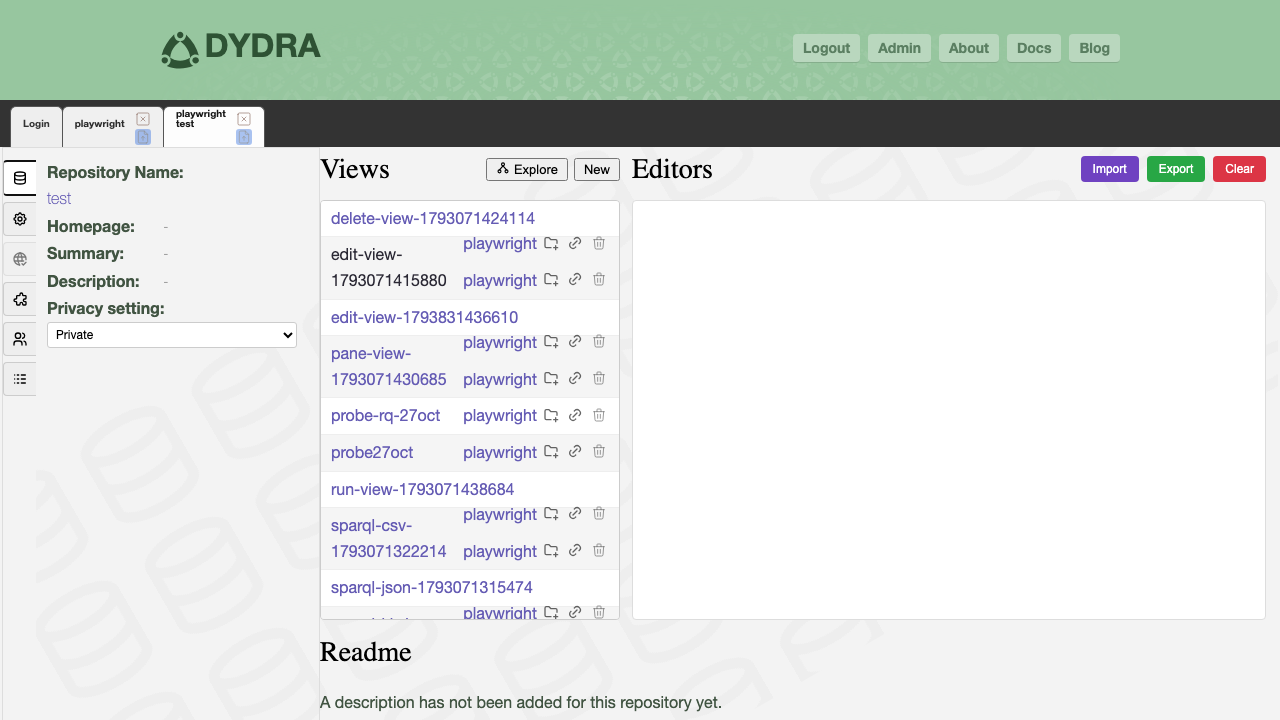 DYDRA
Logout
Admin
About
Docs
Blog
Login
playwright
playwright
test
Repository Name:
test
Homepage: -
Summary: -
Description: -
Privacy setting:
Private
Views
Explore
New
delete-view-1793071424114
playwright
edit-view-
1793071415880
playwright
edit-view-1793831436610
playwright
pane-view-
1793071430685
playwright
probe-rq-27oct
playwright
probe27oct
playwright
run-view-1793071438684
playwright
sparql-csv-
1793071322214
playwright
sparql-json-1793071315474
playwright
Editors
Import
Export
Clear
Readme
A description has not been added for this repository yet.